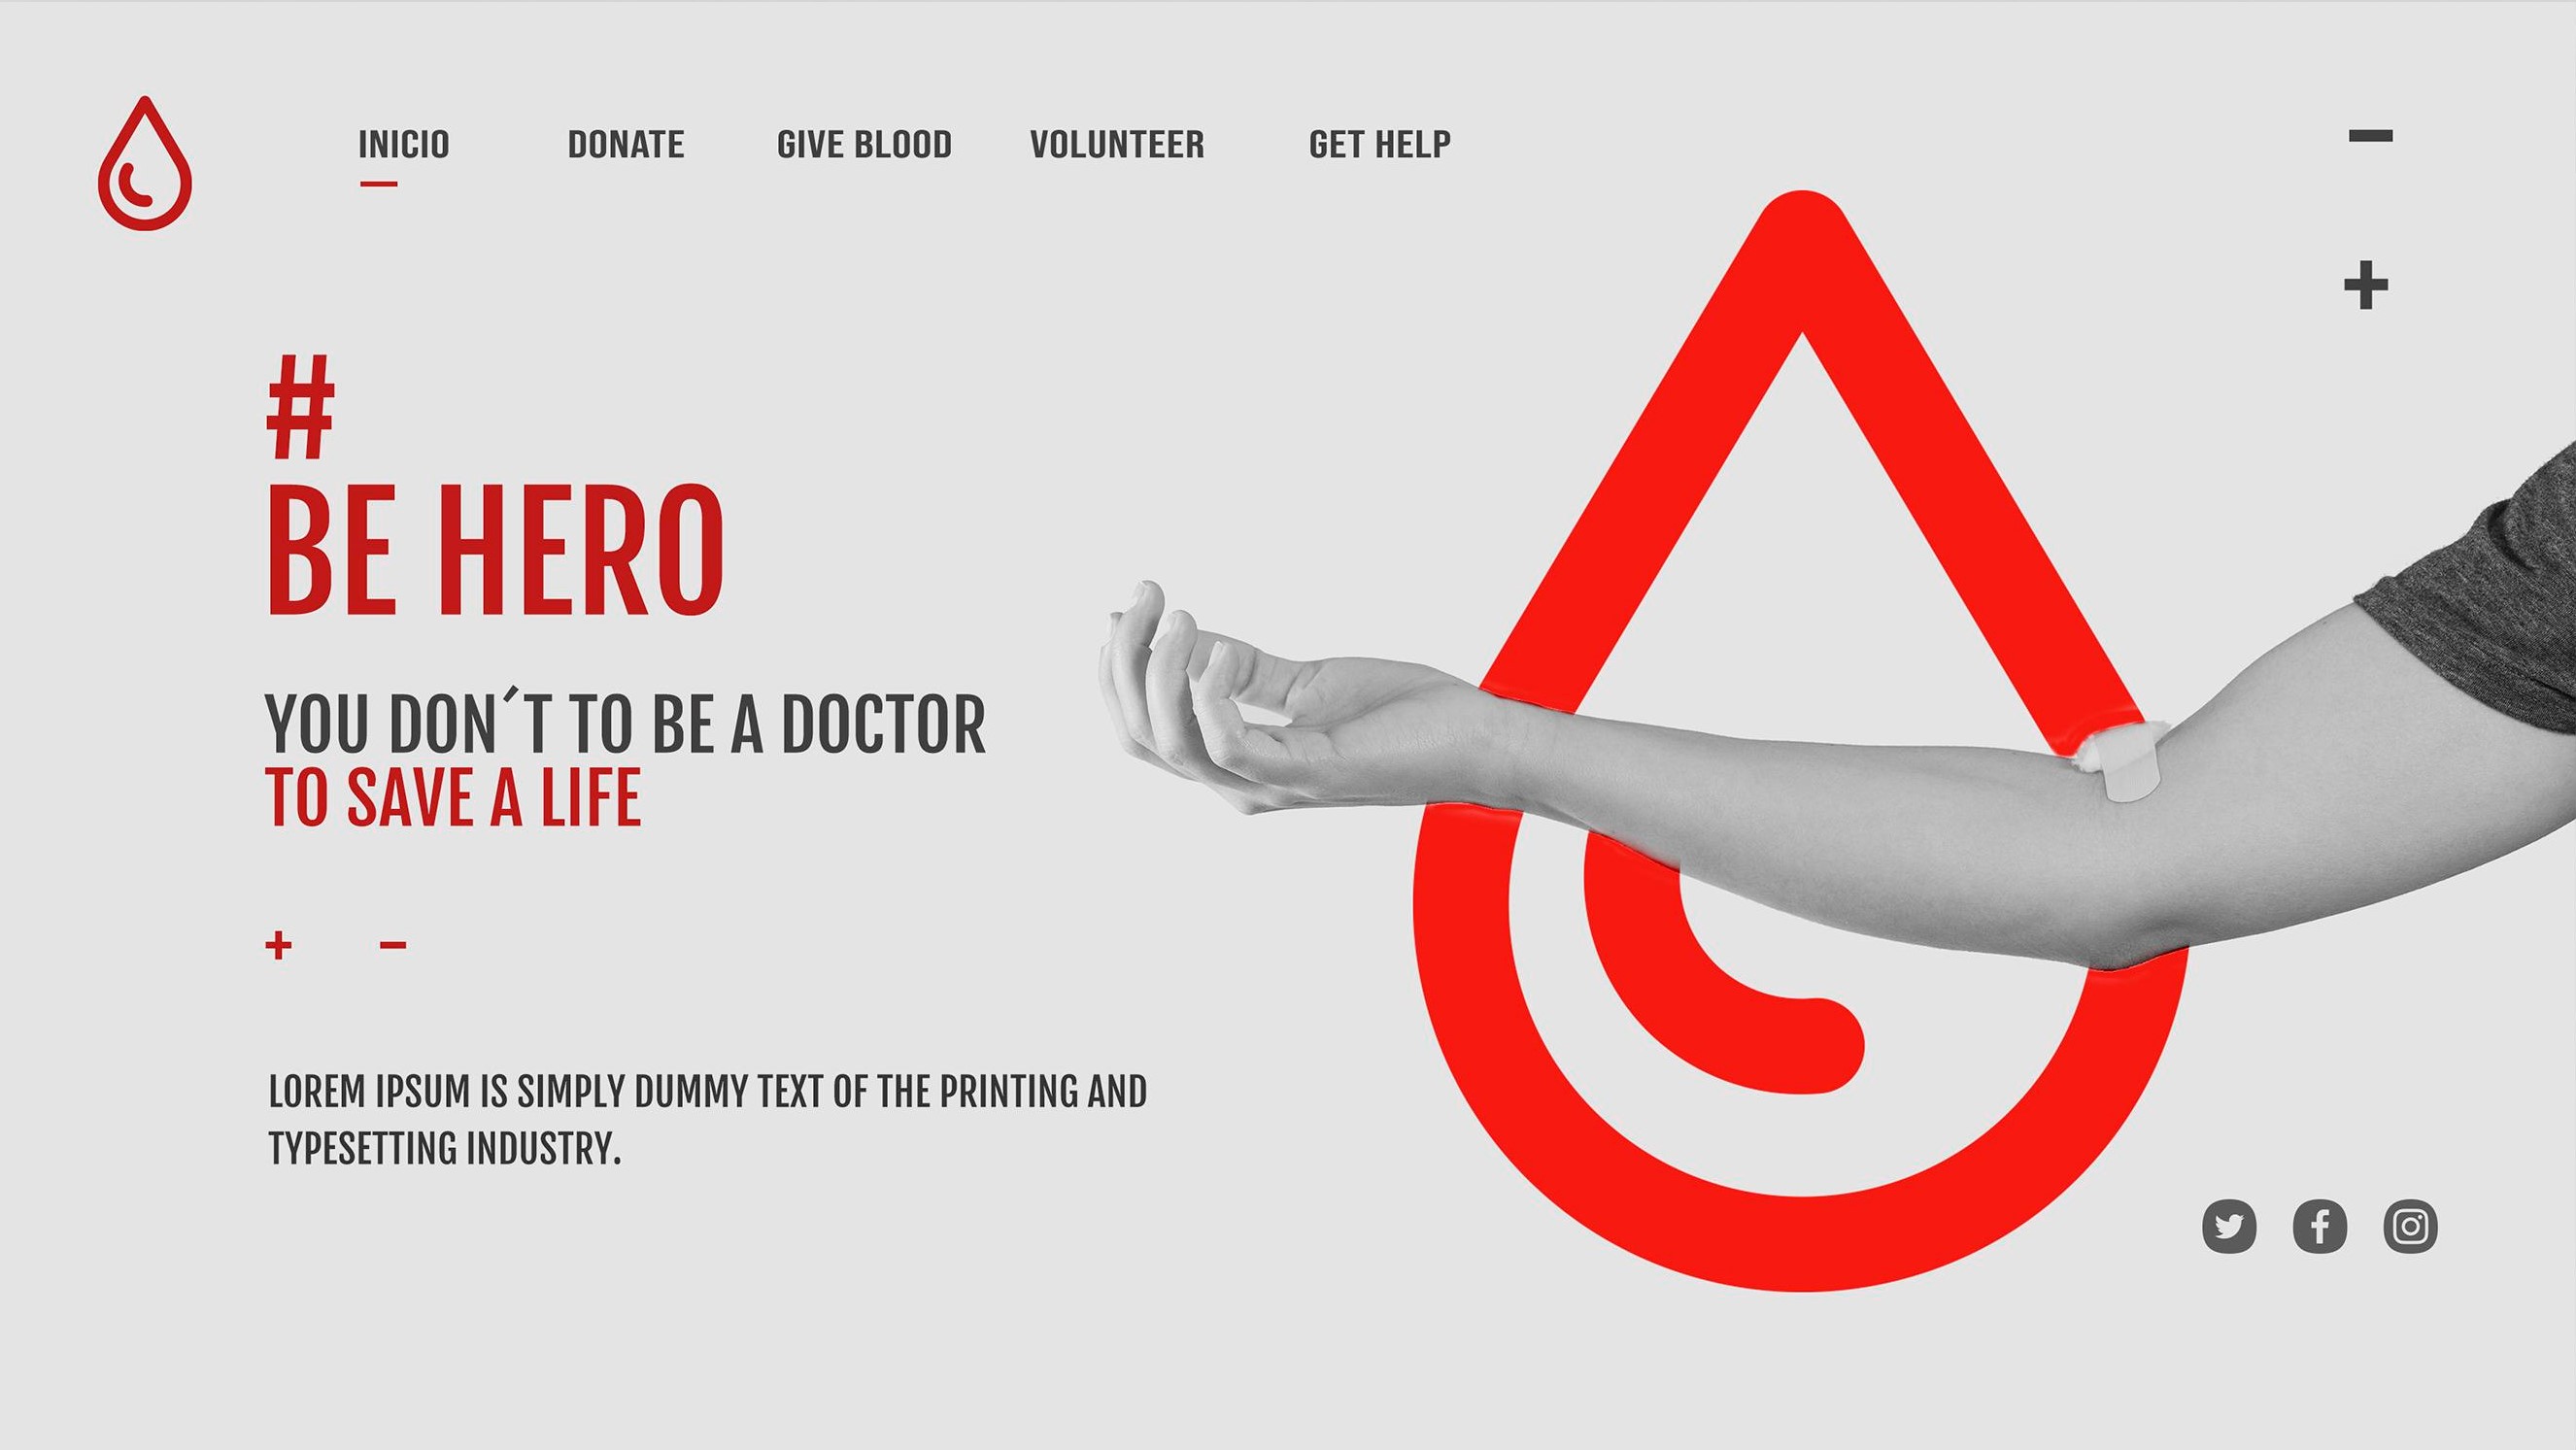 INICIO DONATE GIVE BLOOD VOLUNTEER GET HELP
#
BE HERO
YOU DON´T TO BE A DOCTOR
TO SAVE A LIFE
+ -
LOREM IPSUM IS SIMPLY DUMMY TEXT OF THE PRINTING AND
TYPESETTING INDUSTRY.